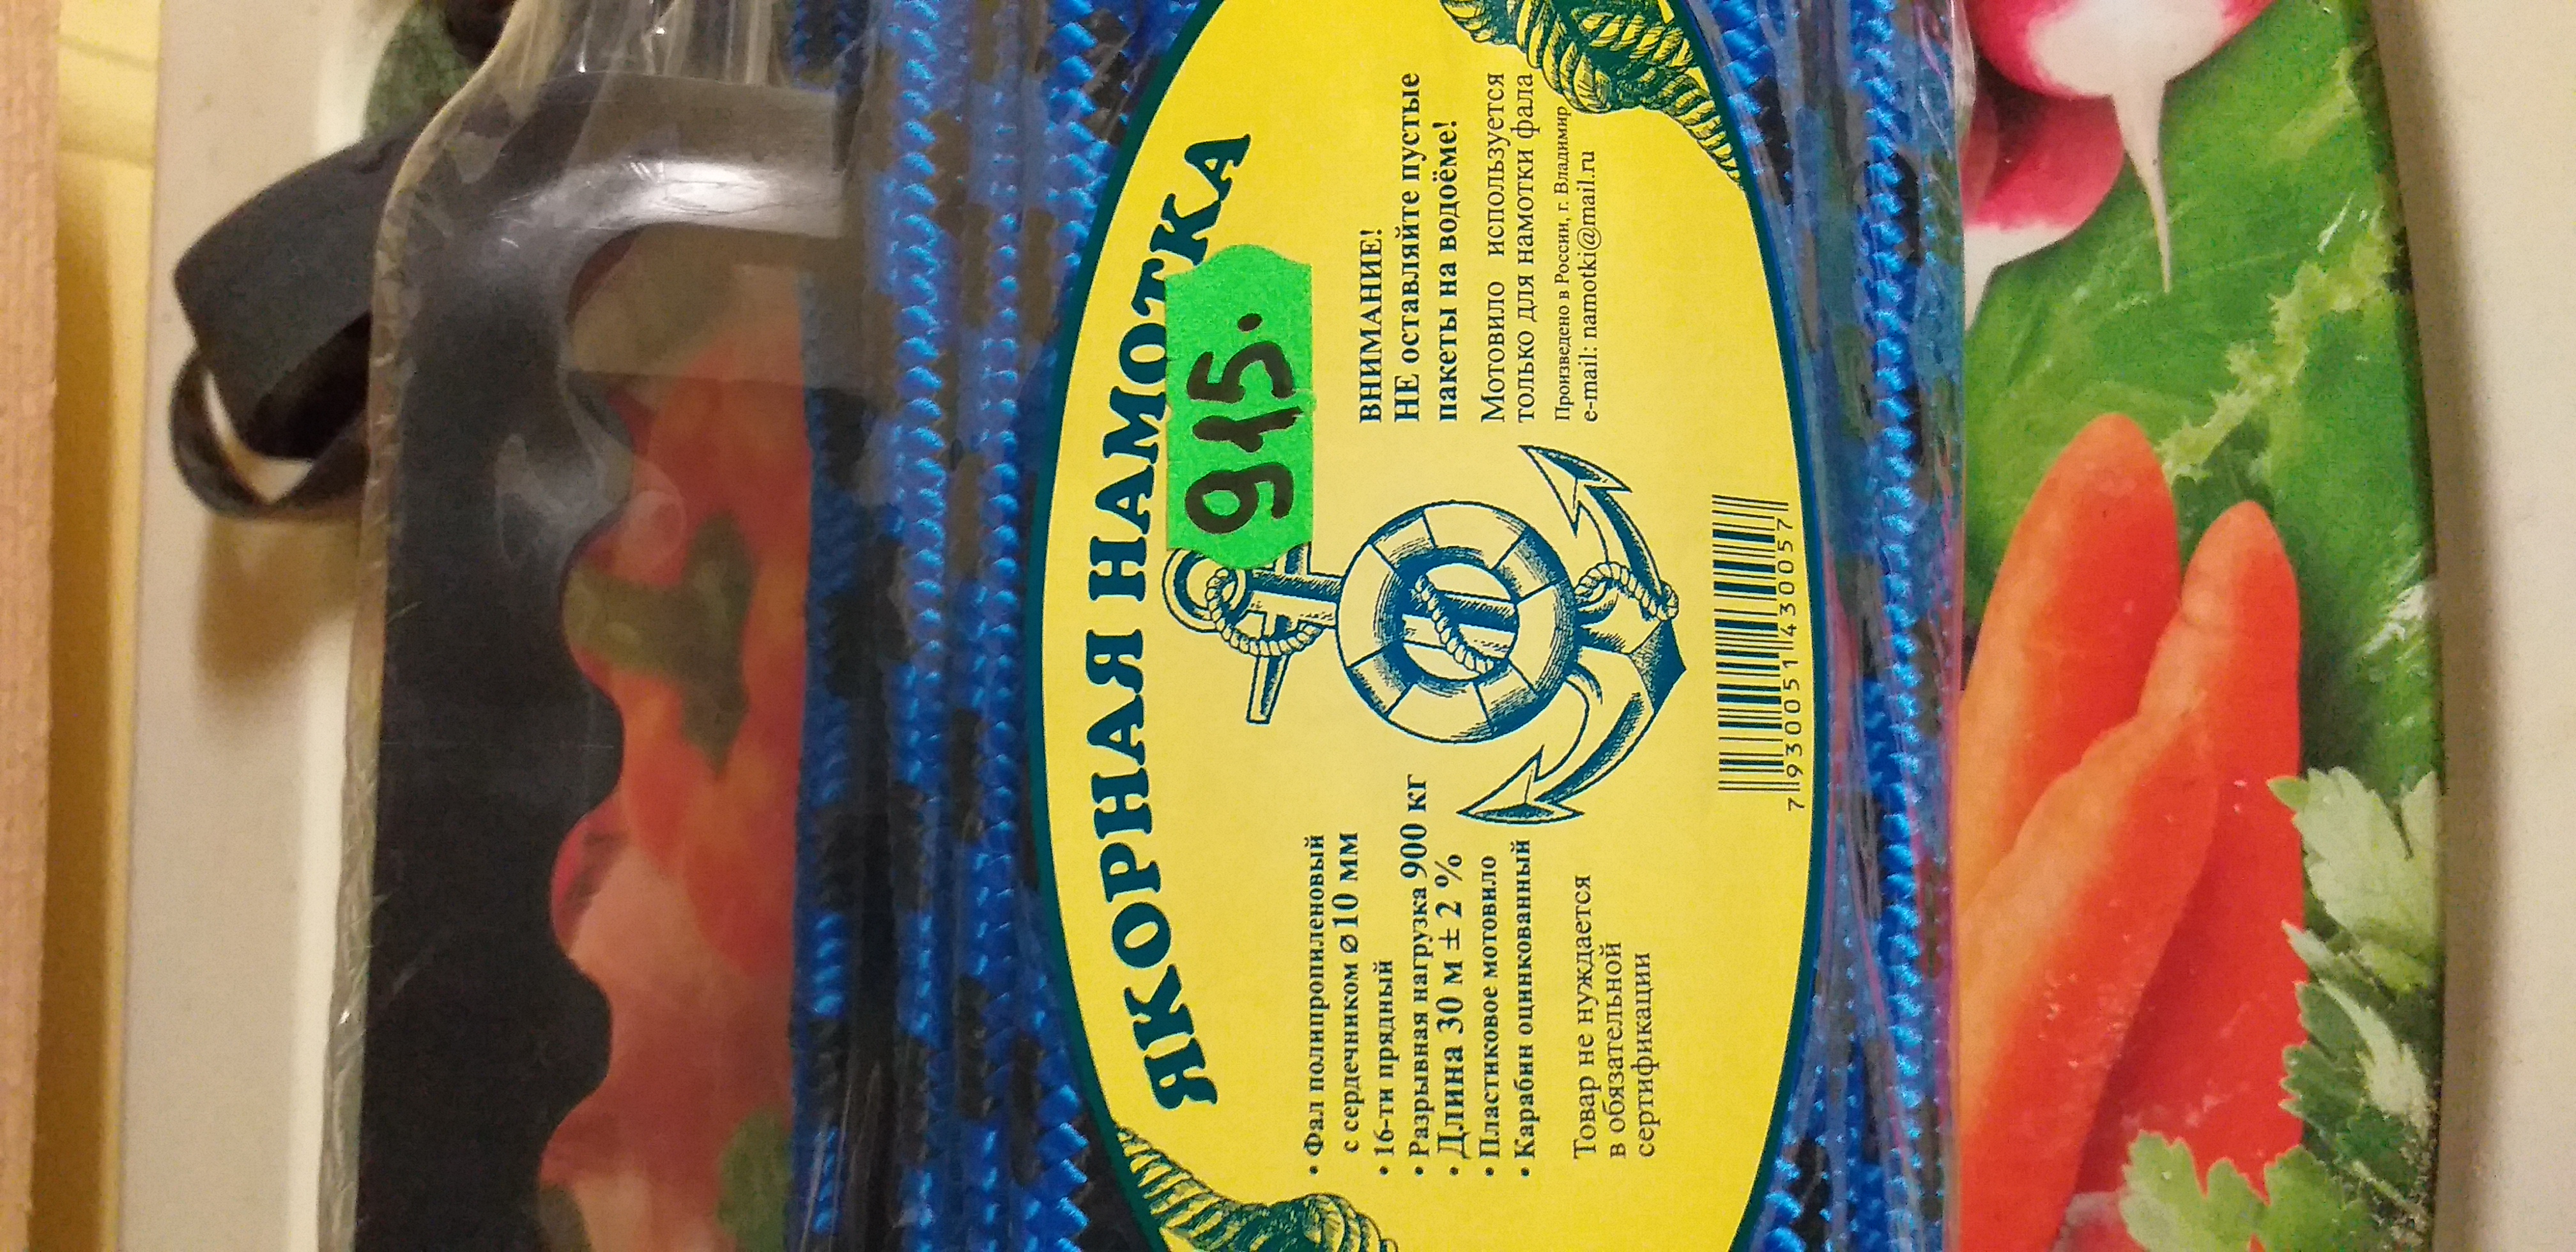 ЯКОРНАЯ НАМОТКА
915.
• Фал полипропиленовый
с сердечником ⌀10 мм
• 16-ти прядный
• Разрывная нагрузка 900 кг
• Длина 30 м ± 2 %
• Пластиковое мотовило
• Карабин оцинкованный
Товар не нуждается
в обязательной
сертификации
ВНИМАНИЕ!
НЕ оставляйте пустые
пакеты на водоёме!
Мотовило используется
только для намотки фала
Произведено в России, г. Владимир
e-mail: namotki@mail.ru
7 930051 430057